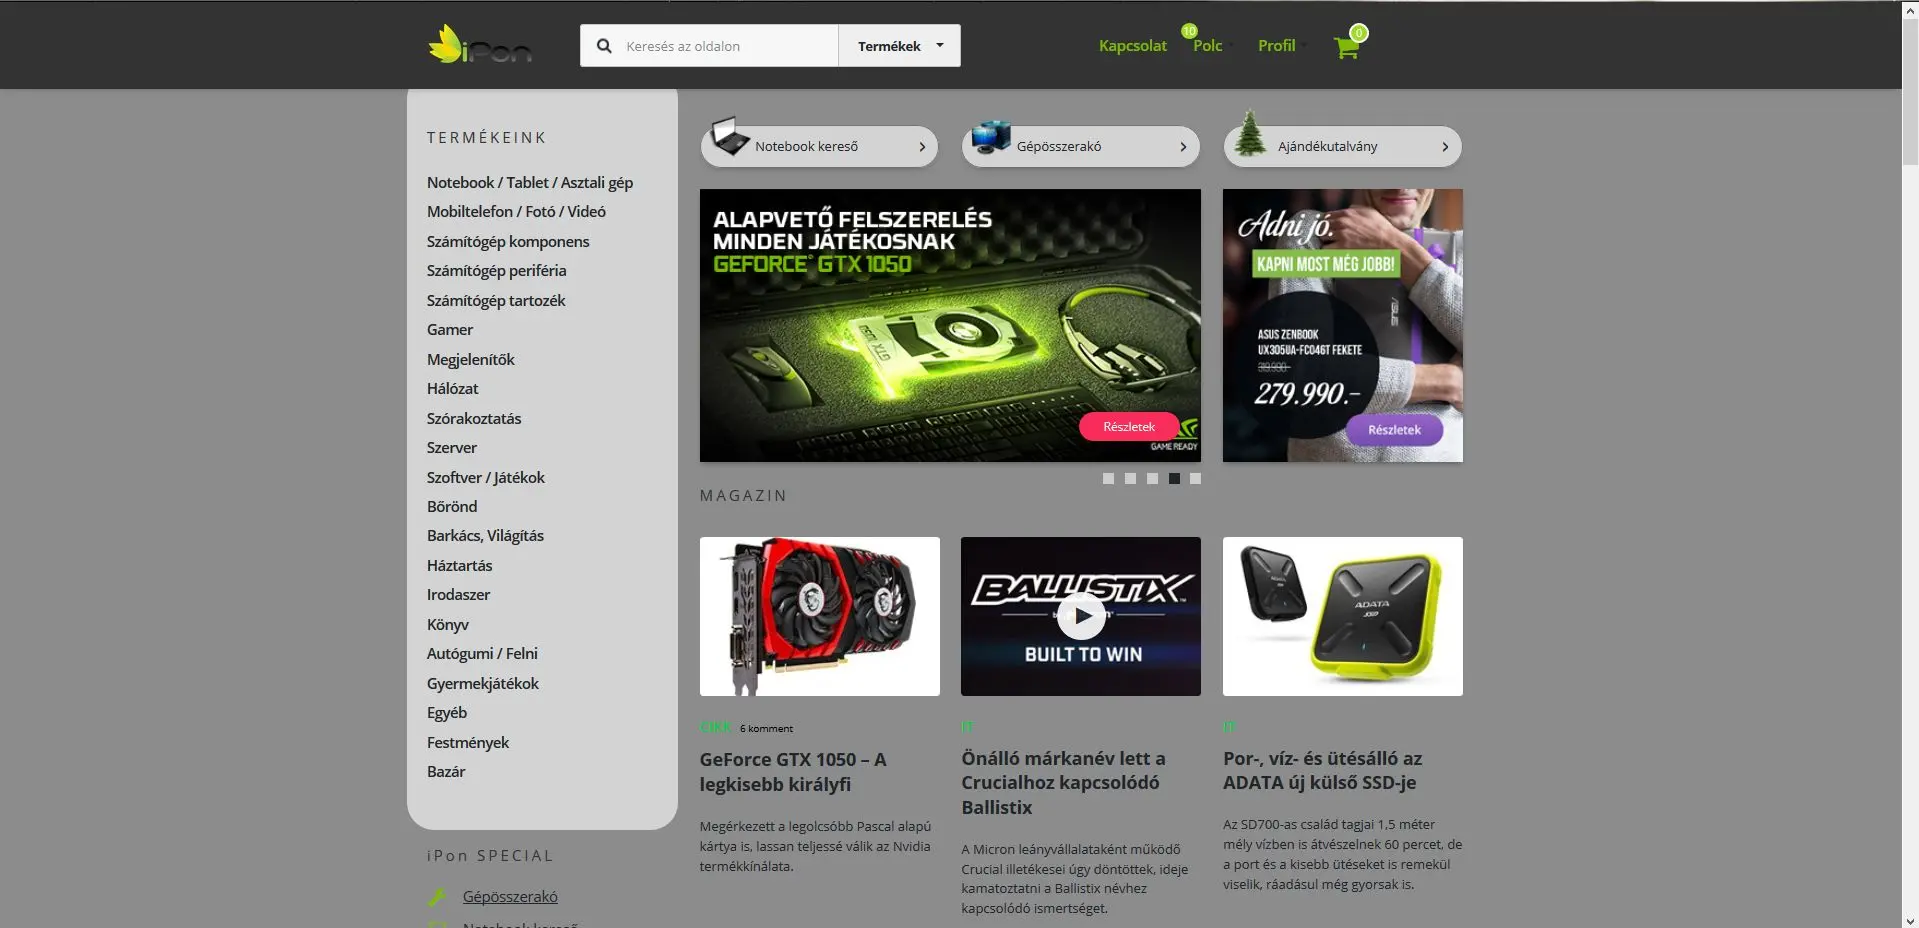 iPon
Keresés az oldalon
Termékek
Kapcsolat
10
Polc
Profil
0
TERMÉKEINK
Notebook / Tablet / Asztali gép
Mobiltelefon / Fotó / Videó
Számítógép komponens
Számítógép periféria
Számítógép tartozék
Gamer
Megjelenítők
Hálózat
Szórakoztatás
Szerver
Szoftver / Játékok
Bőrönd
Barkács, Világítás
Háztartás
Irodaszer
Könyv
Autógumi / Felni
Gyermekjátékok
Egyéb
Festmények
Bazár
iPon SPECIAL
Gépösszerakó
Notebook kereső
Notebook kereső
Gépösszerakó
Ajándékutalvány
ALAPVETŐ FELSZERELÉS
MINDEN JÁTÉKOSNAK
GEFORCE® GTX 1050
GTX 1050
Részletek
GAME READY
Adni jó.
KAPNI MOST MÉG JOBB!
ASUS
ASUS ZENBOOK
UX305UA-FC046T FEKETE
319.990.-
279.990.-
Részletek
MAGAZIN
BALLISTIX
BUILT TO WIN
ADATA
CIKK 6 komment
GeForce GTX 1050 – A
legkisebb királyfi
Megérkezett a legolcsóbb Pascal alapú
kártya is, lassan teljessé válik az Nvidia
termékkínálata.
IT
Önálló márkanév lett a
Crucialhoz kapcsolódó
Ballistix
A Micron leányvállalataként működő
Crucial illetékesei úgy döntöttek, ideje
kamatoztatni a Ballistix névhez
kapcsolódó ismertséget.
IT
Por-, víz- és ütésálló az
ADATA új külső SSD-je
Az SD700-as család tagjai 1,5 méter
mély vízben is átvészelnek 60 percet, de
a port és a kisebb ütéseket is remekül
viselik, ráadásul még gyorsak is.